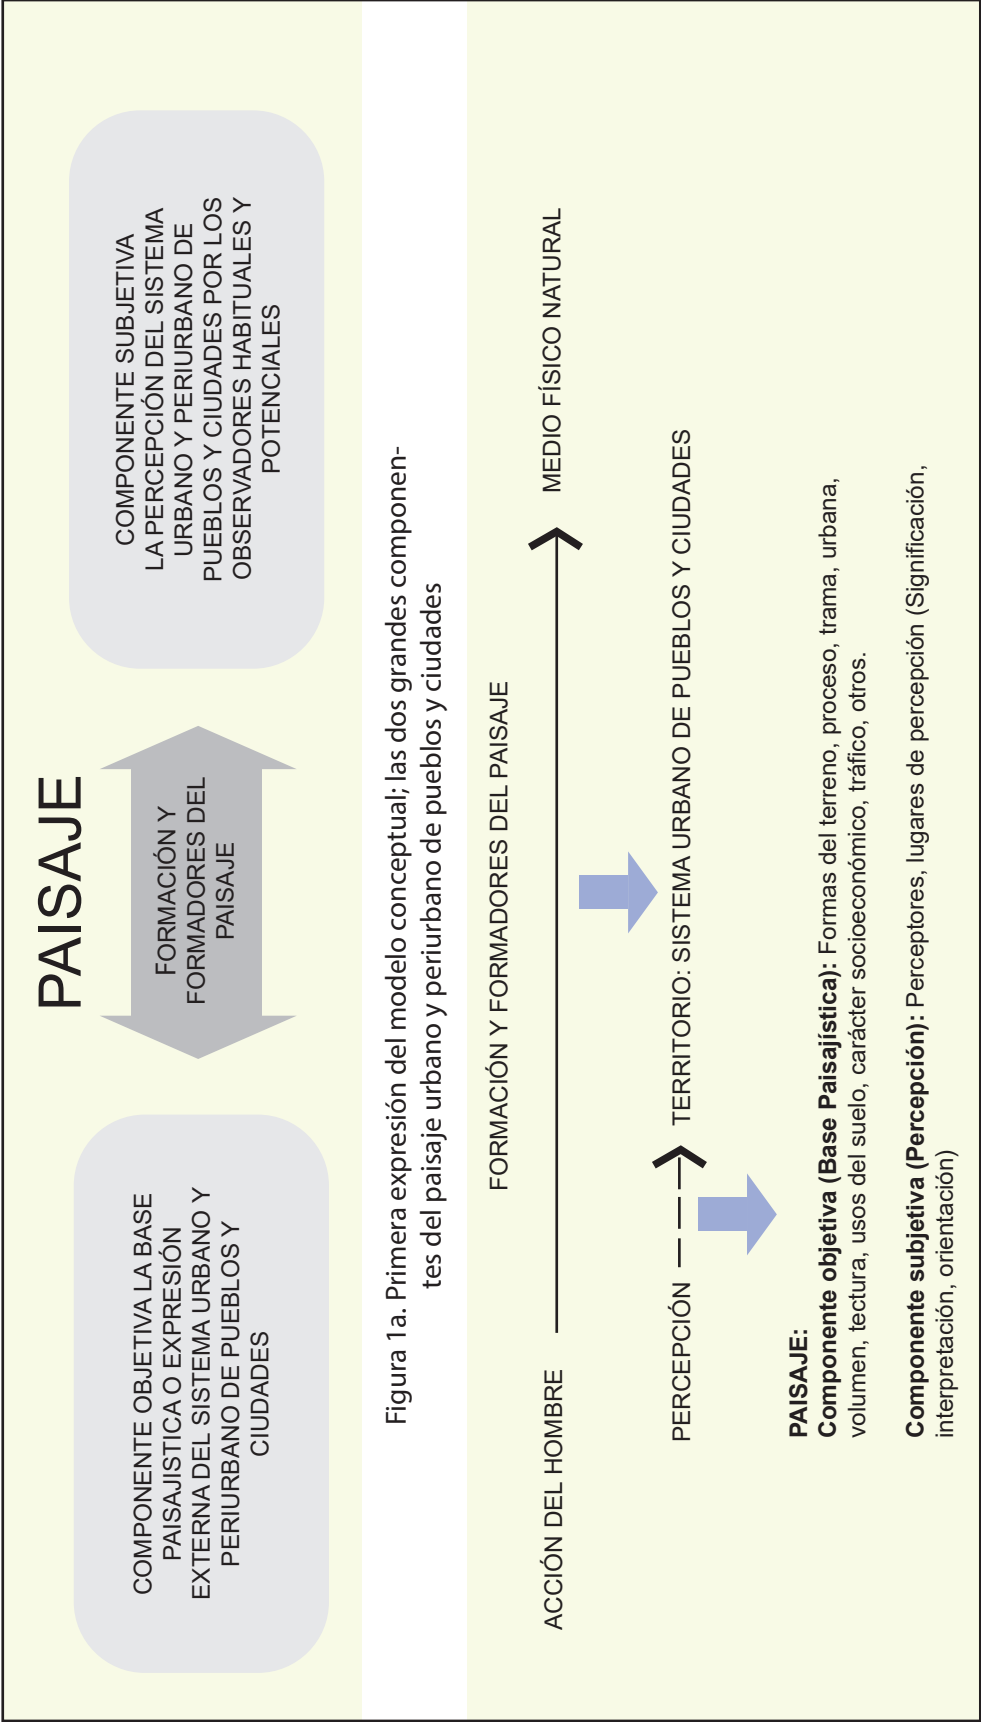 PAISAJE
COMPONENTE OBJETIVA LA BASE
PAISAJISTICA O EXPRESIÓN
EXTERNA DEL SISTEMA URBANO Y
PERIURBANO DE PUEBLOS Y
CIUDADES
FORMACIÓN Y
FORMADORES DEL
PAISAJE
COMPONENTE SUBJETIVA
LA PERCEPCIÓN DEL SISTEMA
URBANO Y PERIURBANO DE
PUEBLOS Y CIUDADES POR LOS
OBSERVADORES HABITUALES Y
POTENCIALES
Figura 1a. Primera expresión del modelo conceptual; las dos grandes componen-
tes del paisaje urbano y periurbano de pueblos y ciudades
FORMACIÓN Y FORMADORES DEL PAISAJE
ACCIÓN DEL HOMBRE
MEDIO FÍSICO NATURAL
PERCEPCIÓN
TERRITORIO: SISTEMA URBANO DE PUEBLOS Y CIUDADES
PAISAJE:
Componente objetiva (Base Paisajística): Formas del terreno, proceso, trama, urbana,
volumen, tectura, usos del suelo, carácter socioeconómico, tráfico, otros.
Componente subjetiva (Percepción): Perceptores, lugares de percepción (Significación,
interpretación, orientación)